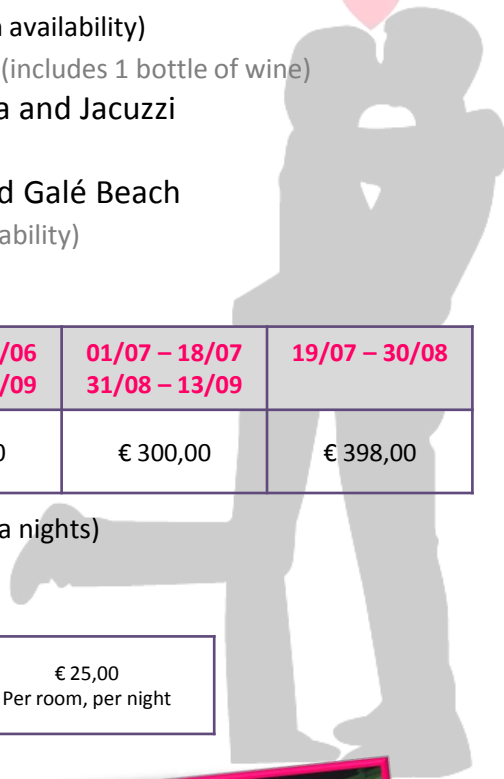 availability)
(includes 1 bottle of wine)
and Jacuzzi
Galé Beach
ability)
/06 01/07 – 18/07 19/07 – 30/08
/09 31/08 – 13/09
0 € 300,00 € 398,00
a nights)
€ 25,00
Per room, per night